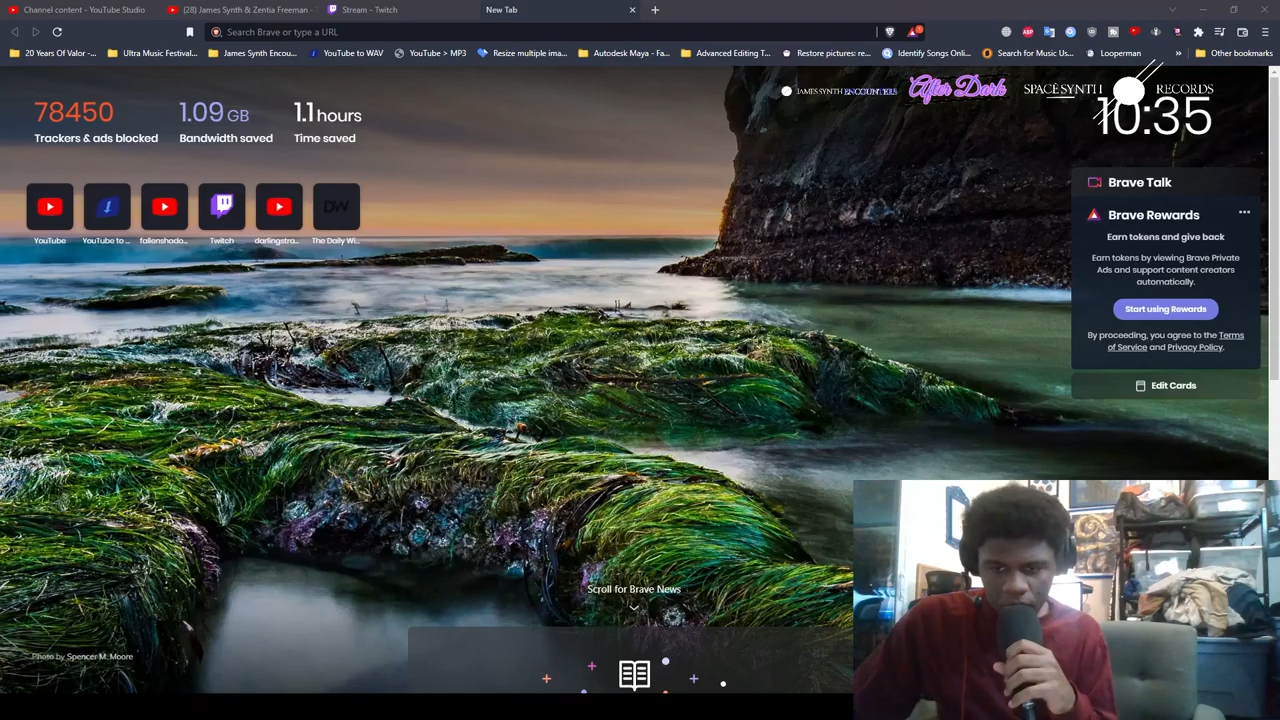 Channel content - YouTube Studio
(28) James Synth & Zentia Freeman -
Stream - Twitch
New Tab
Search Brave or type a URL
20 Years Of Valor -...
Ultra Music Festival...
James Synth Encou...
YouTube to WAV
YouTube > MP3
Resize multiple ima...
Autodesk Maya - Fa...
Advanced Editing T...
Restore pictures: re...
Identify Songs Onli...
Search for Music Us...
Looperman
Other bookmarks
78450
Trackers & ads blocked
1.09 GB
Bandwidth saved
1.1 hours
Time saved
JAMES SYNTH ENCOUNTERS
After Dark
SPACESYNTH RECORDS
10:35
YouTube
YouTube to ...
fallenshado...
Twitch
darlingstra...
DW
The Daily Wi...
Brave Talk
Brave Rewards
Earn tokens and give back
Earn tokens by viewing Brave Private
Ads and support content creators
automatically.
Start using Rewards
By proceeding, you agree to the Terms
of Service and Privacy Policy.
Edit Cards
Scroll for Brave News
Photo by Spencer M. Moore